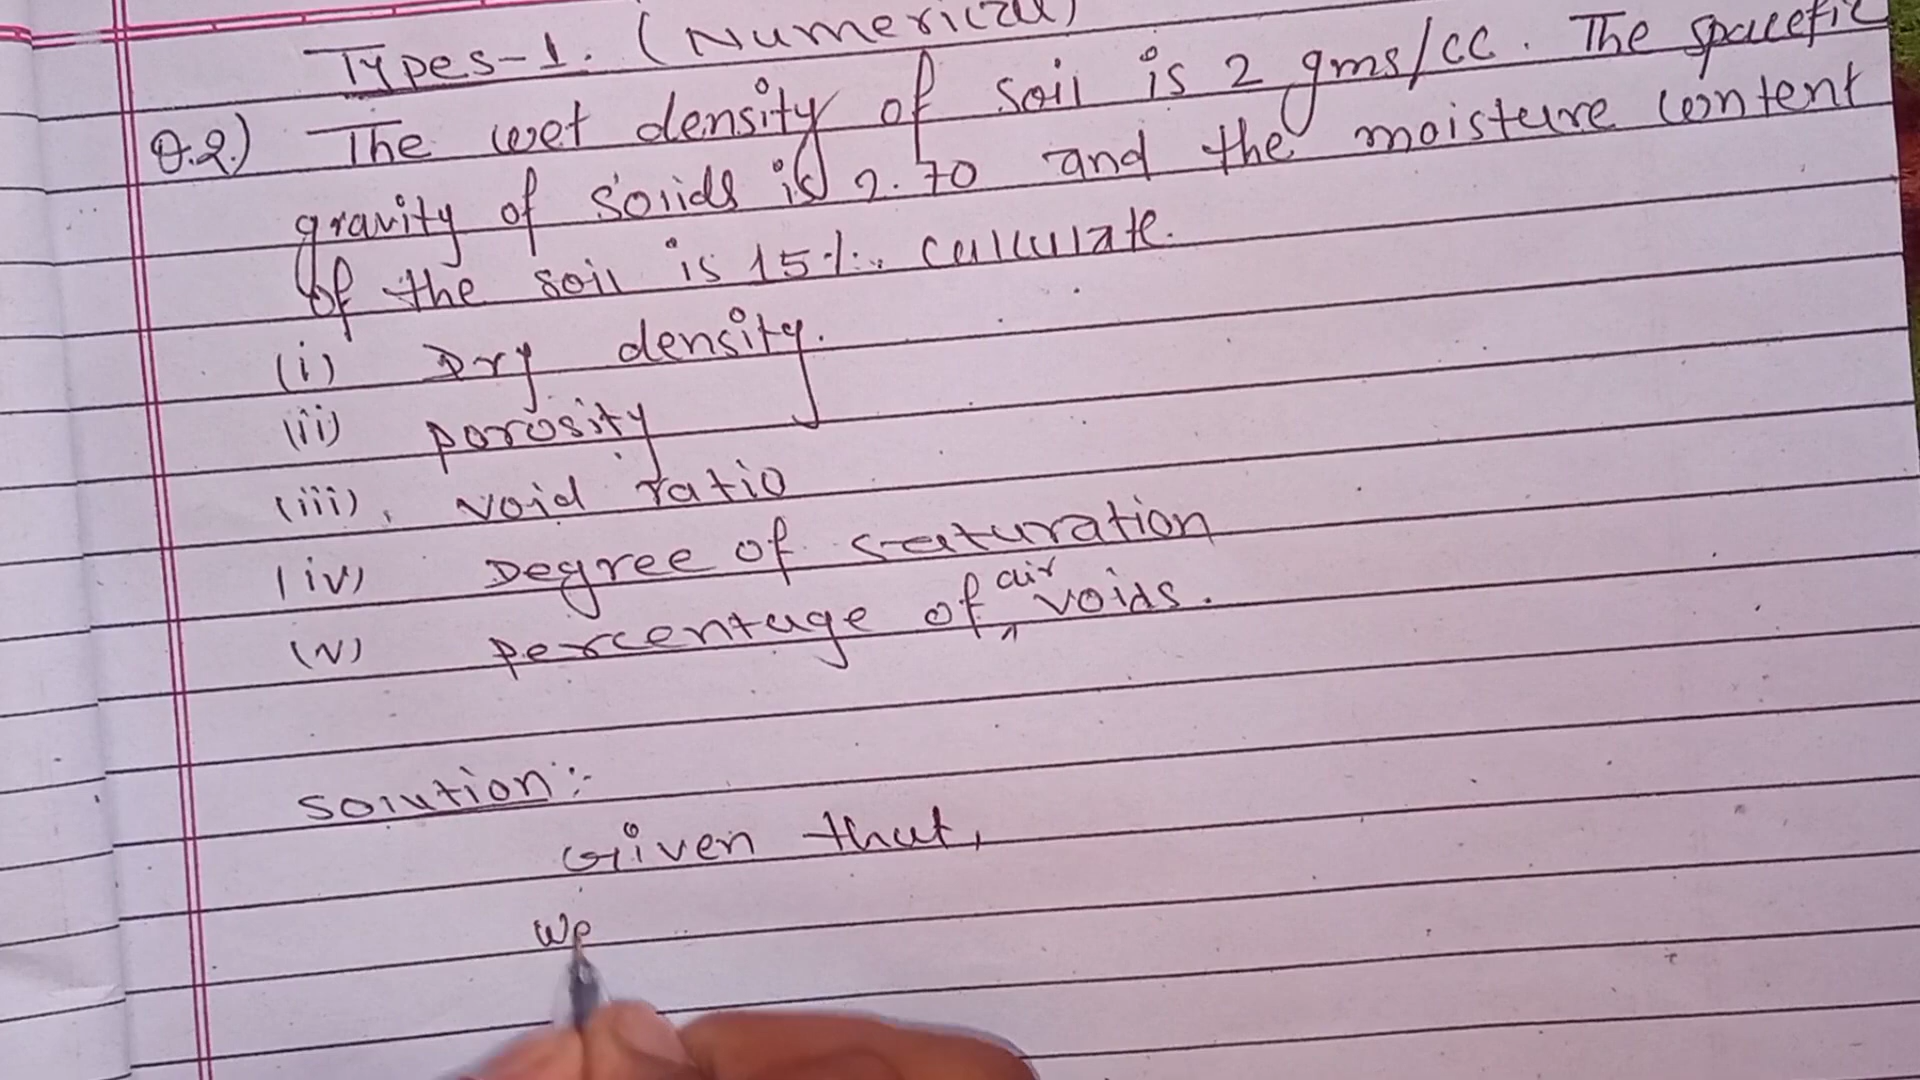 Types-1. (Numerical)
Q.2.) The wet density of soil is 2 gms/cc. The spacefic
gravity of solids is 2.70 and the moisture content
of the soil is 15%. calculate.
(i) Dry density.
(ii) porosity
(iii), void ratio
(iv) Degree of saturation
(v) percentage of air voids.
Solution:-
Given that,
We